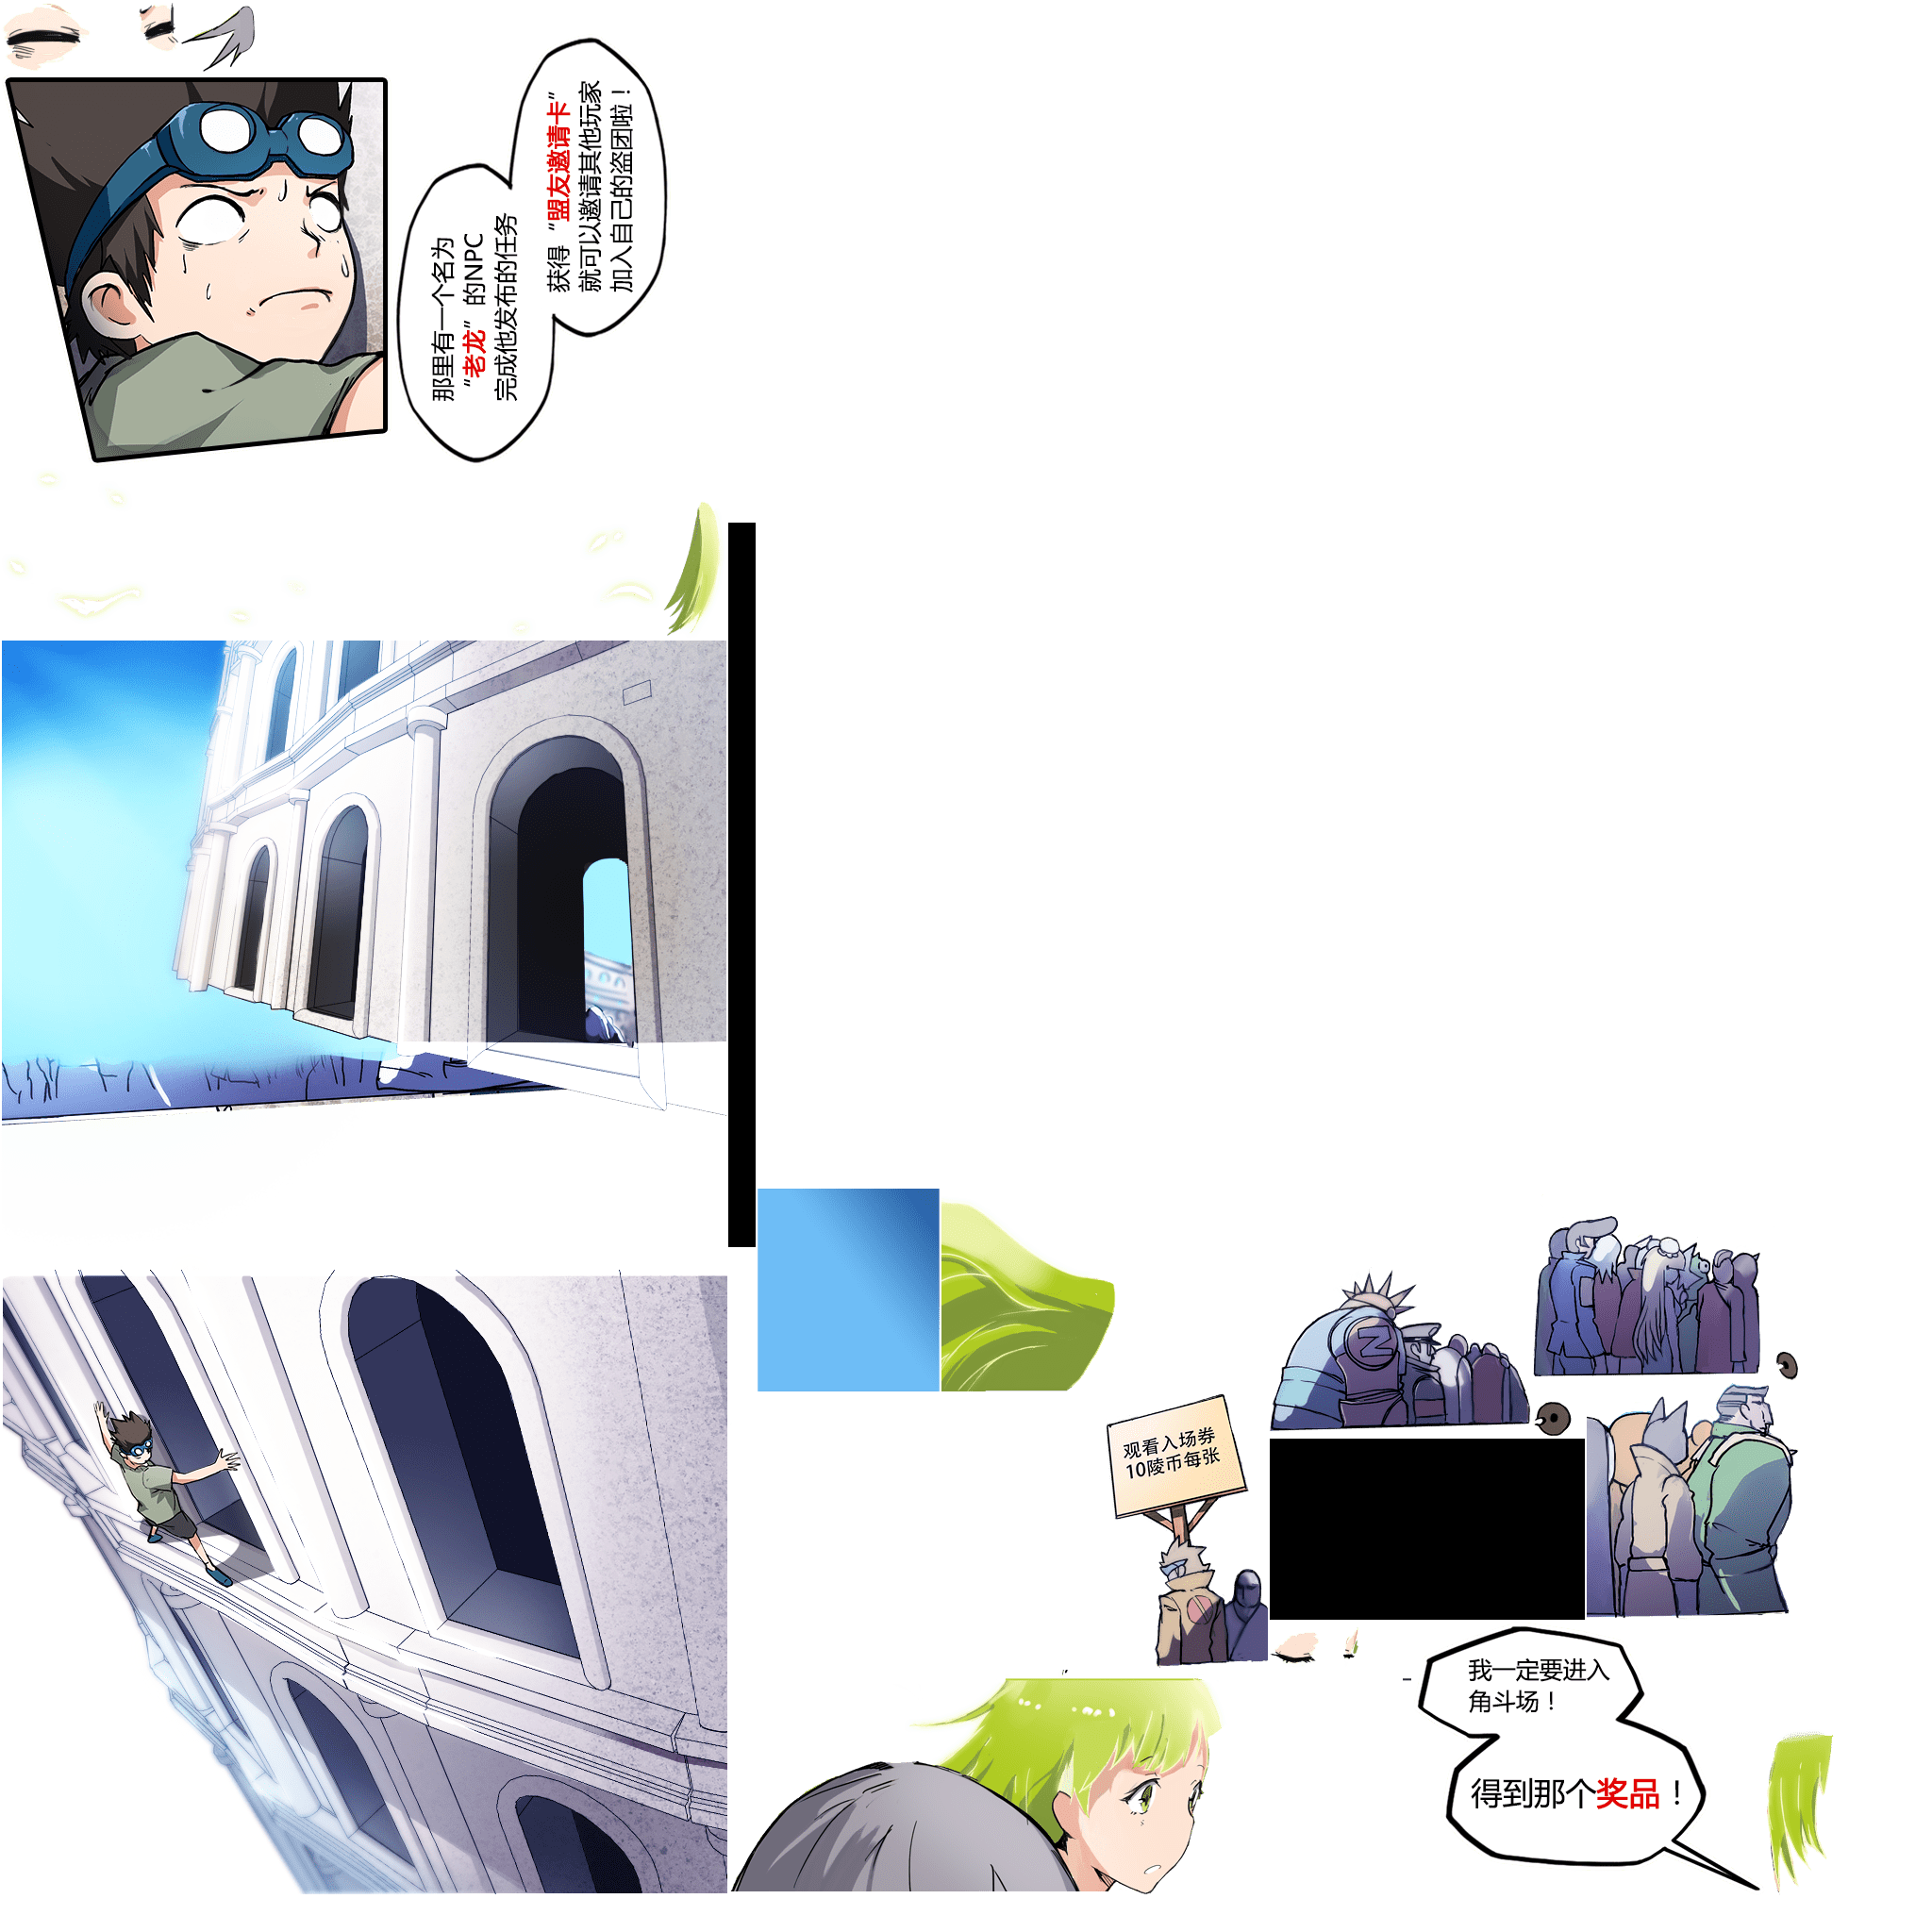 那里有一个名为
“老龙”的NPC
完成他发布的任务
获得“盟友邀请卡”
就可以邀请其他玩家
加入自己的盗团啦！
观看入场券
10陵币每张
N
我一定要进入
角斗场！
得到那个奖品！